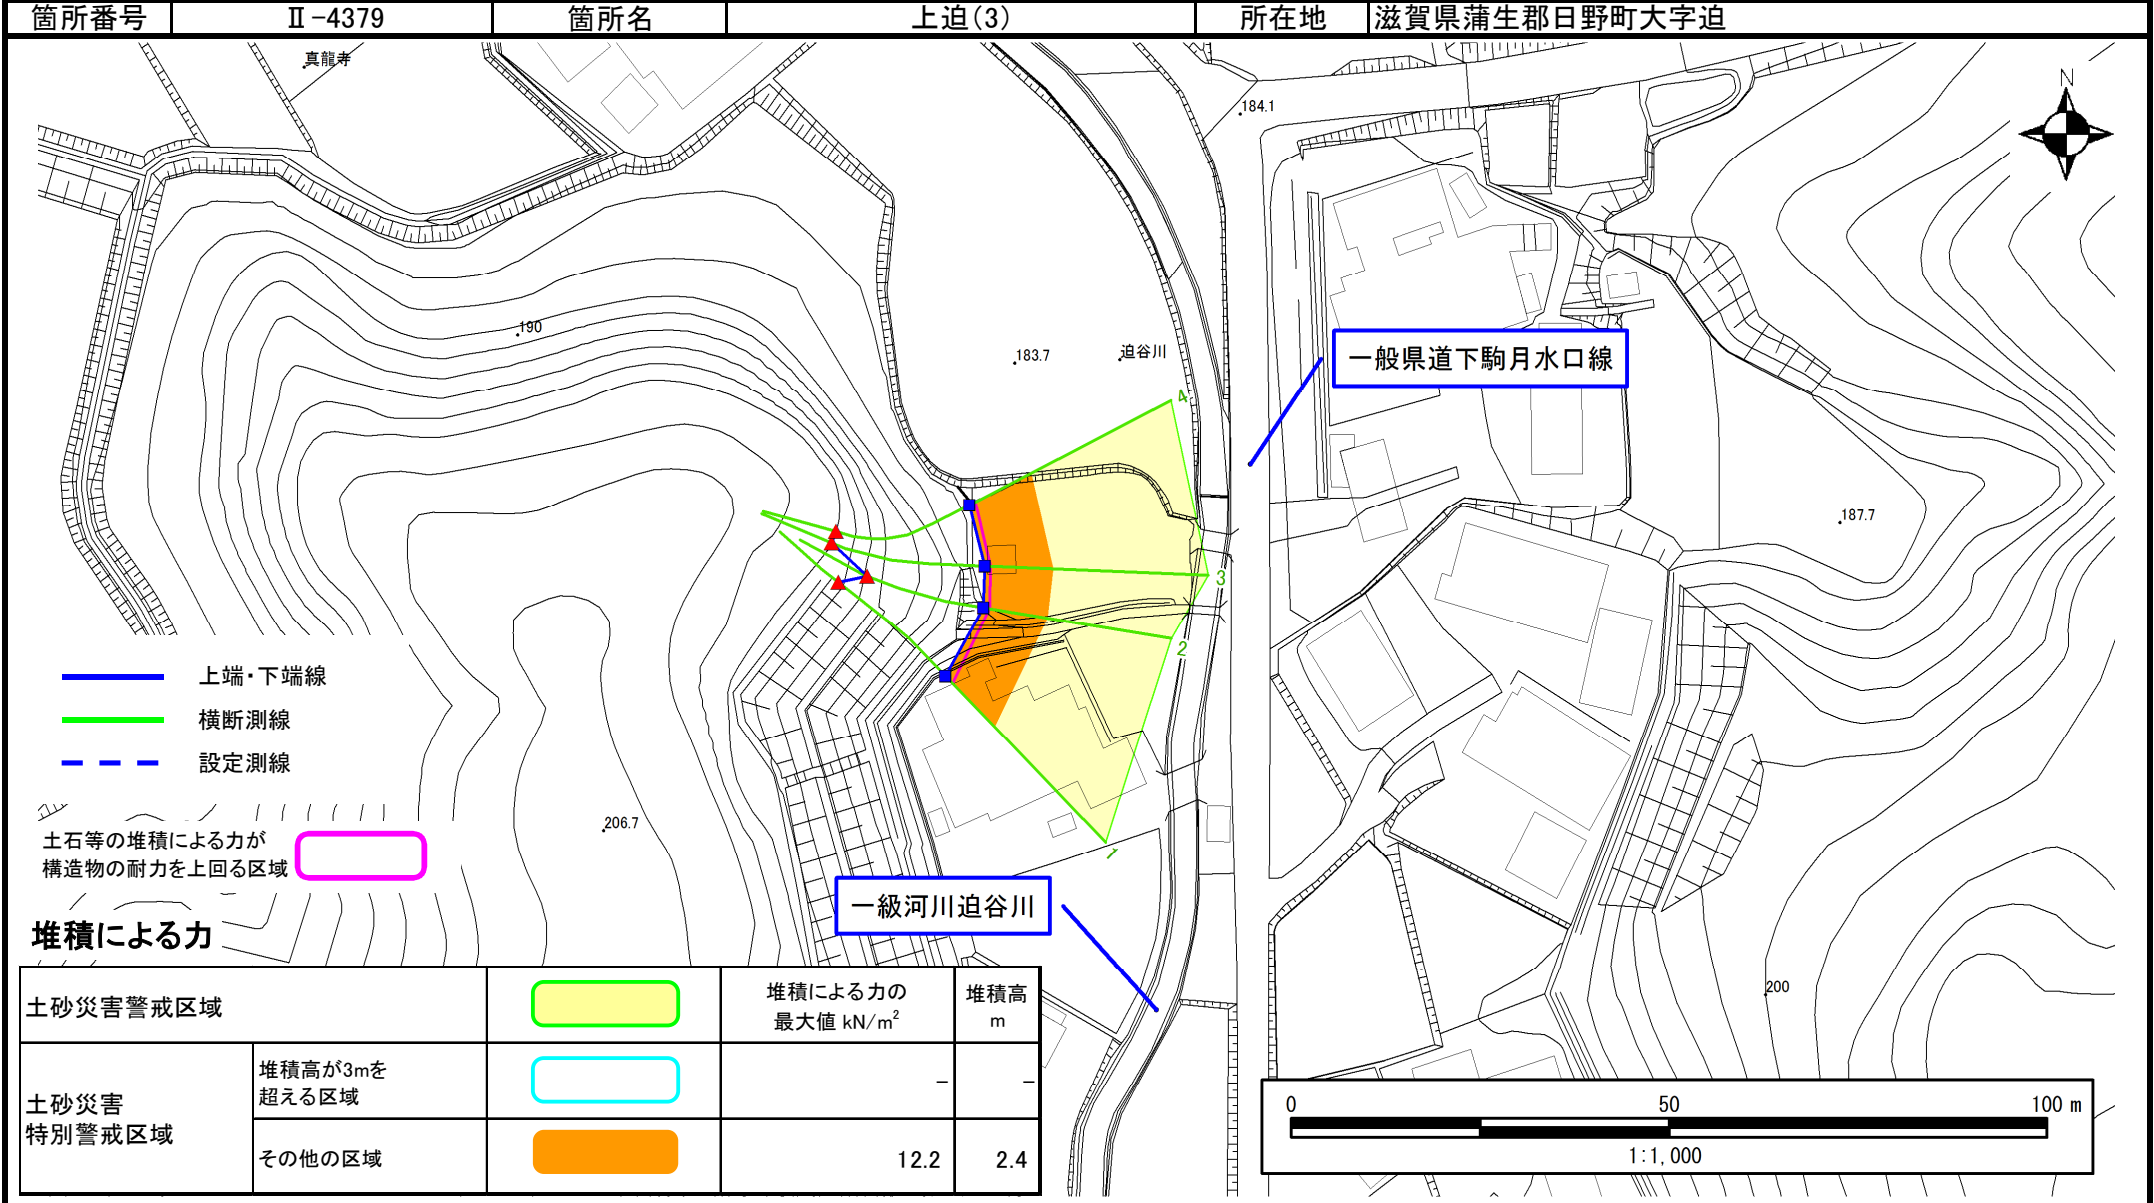 箇所番号 Ⅱ-4379 箇所名 上迫(3) 所在地 滋賀県蒲生郡日野町大字迫
真龍寺
184.1
N
190
183.7
迫谷川
一般県道下駒月水口線
4
187.7
3
2
上端・下端線
横断測線
設定測線
206.7
土石等の堆積による力が
構造物の耐力を上回る区域
1
一級河川迫谷川
堆積による力
200
土砂災害警戒区域
堆積による力の
最大値 kN/m²
堆積高
m
土砂災害
特別警戒区域
堆積高が3mを
超える区域
- -
その他の区域
12.2 2.4
0 50 100 m
1:1,000